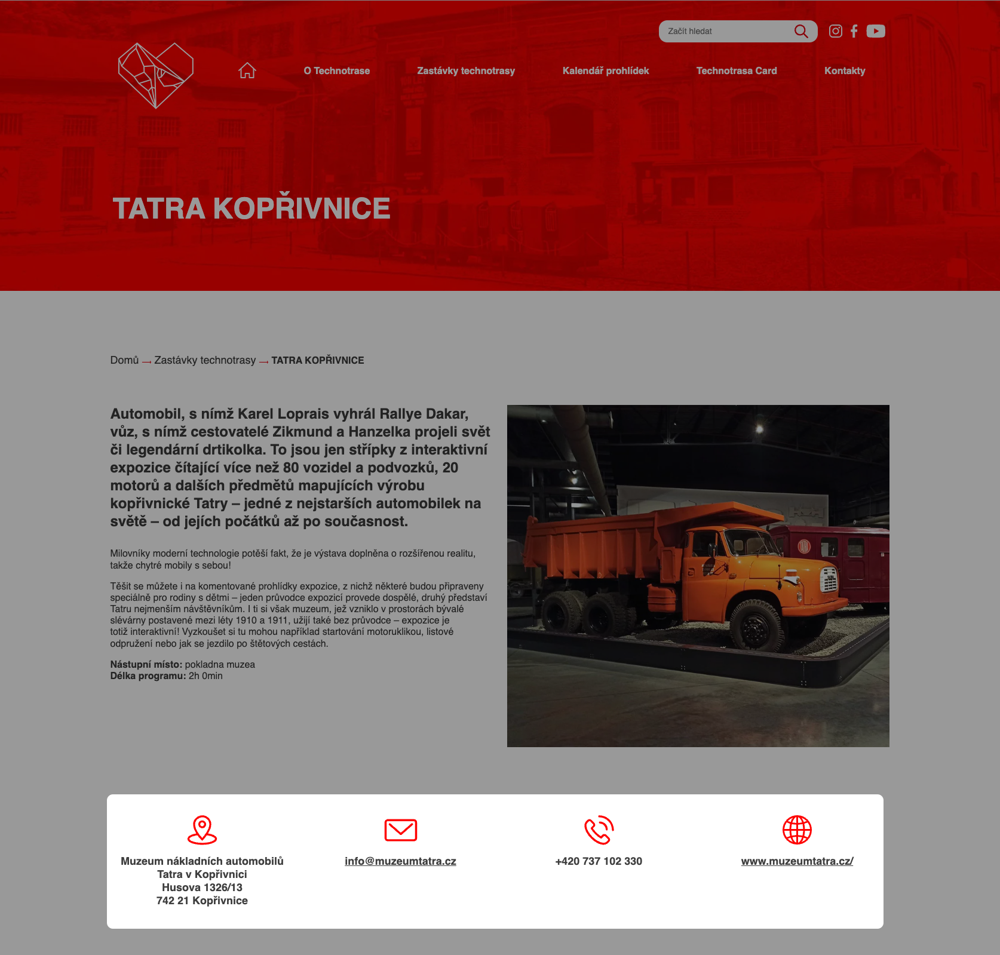 Začít hledat
O Technotrase
Zastávky technotrasy
Kalendář prohlídek
Technotrasa Card
Kontakty
TATRA KOPŘIVNICE
Domů → Zastávky technotrasy → TATRA KOPŘIVNICE
Automobil, s nímž Karel Loprais vyhrál Rallye Dakar,
vůz, s nímž cestovatelé Zikmund a Hanzelka projeli svět
či legendární drtikolka. To jsou jen střípky z interaktivní
expozice čítající více než 80 vozidel a podvozků, 20
motorů a dalších předmětů mapujících výrobu
kopřivnické Tatry – jedné z nejstarších automobilek na
světě – od jejích počátků až po současnost.
Milovníky moderní technologie potěší fakt, že je výstava doplněna o rozšířenou realitu,
takže chytré mobily s sebou!
Těšit se můžete i na komentované prohlídky expozice, z nichž některé budou připraveny
speciálně pro rodiny s dětmi – jeden průvodce expozicí provede dospělé, druhý představí
Tatru nejmenším návštěvníkům. I ti si však muzeum, jež vzniklo v prostorách bývalé
slévárny postavené mezi léty 1910 a 1911, užijí také bez průvodce – expozice je
totiž interaktivní! Vyzkoušet si tu mohou například startování motoruklikou, listové
odpružení nebo jak se jezdilo po štětových cestách.
Nástupní místo: pokladna muzea
Délka programu: 2h 0min
TATRA
Muzeum nákladních automobilů
Tatra v Kopřivnici
Husova 1326/13
742 21 Kopřivnice
info@muzeumtatra.cz
+420 737 102 330
www.muzeumtatra.cz/